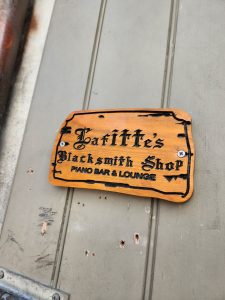 Lafitte's
Blacksmith Shop
PIANO BAR & LOUNGE